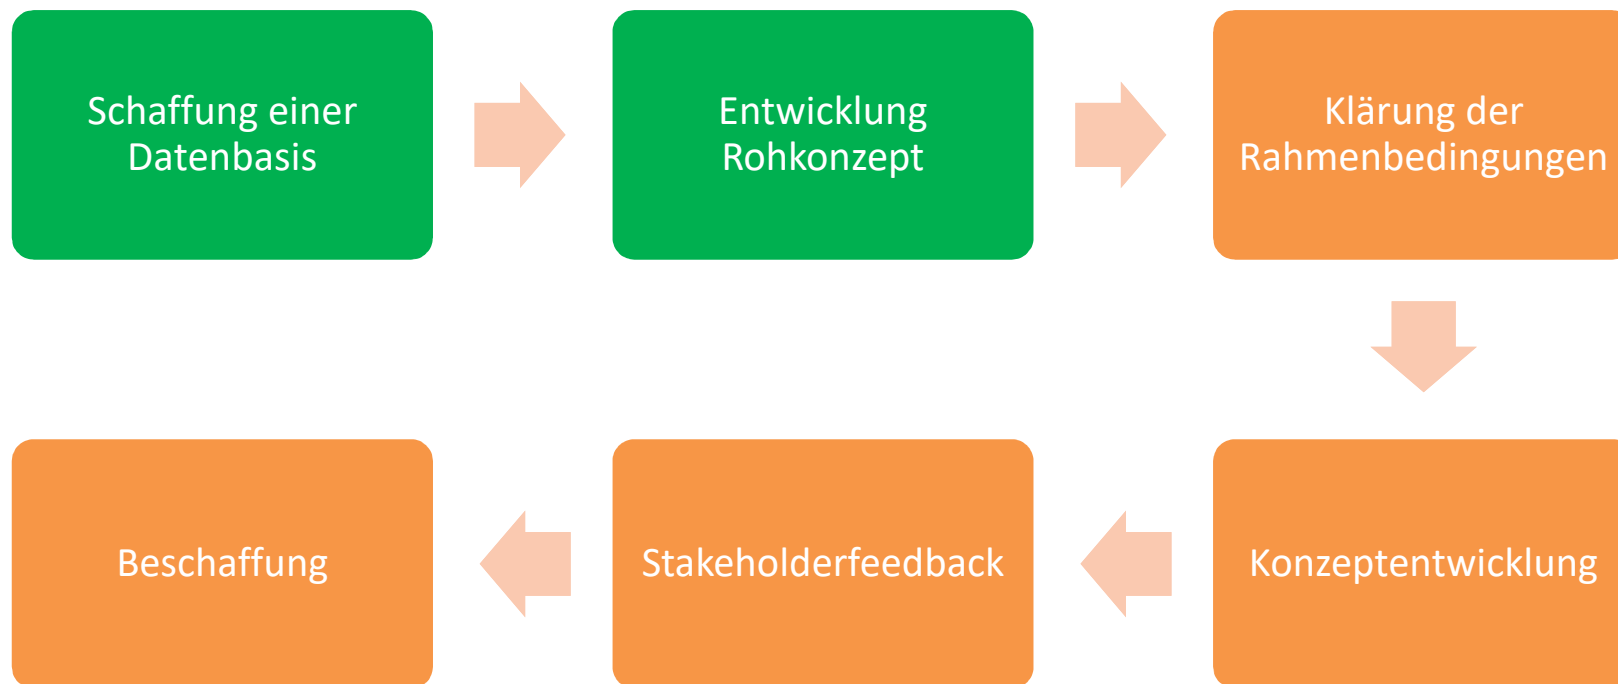 Schaffung einer
Datenbasis
Entwicklung
Rohkonzept
Klärung der
Rahmenbedingungen
Konzeptentwicklung
Stakeholderfeedback
Beschaffung